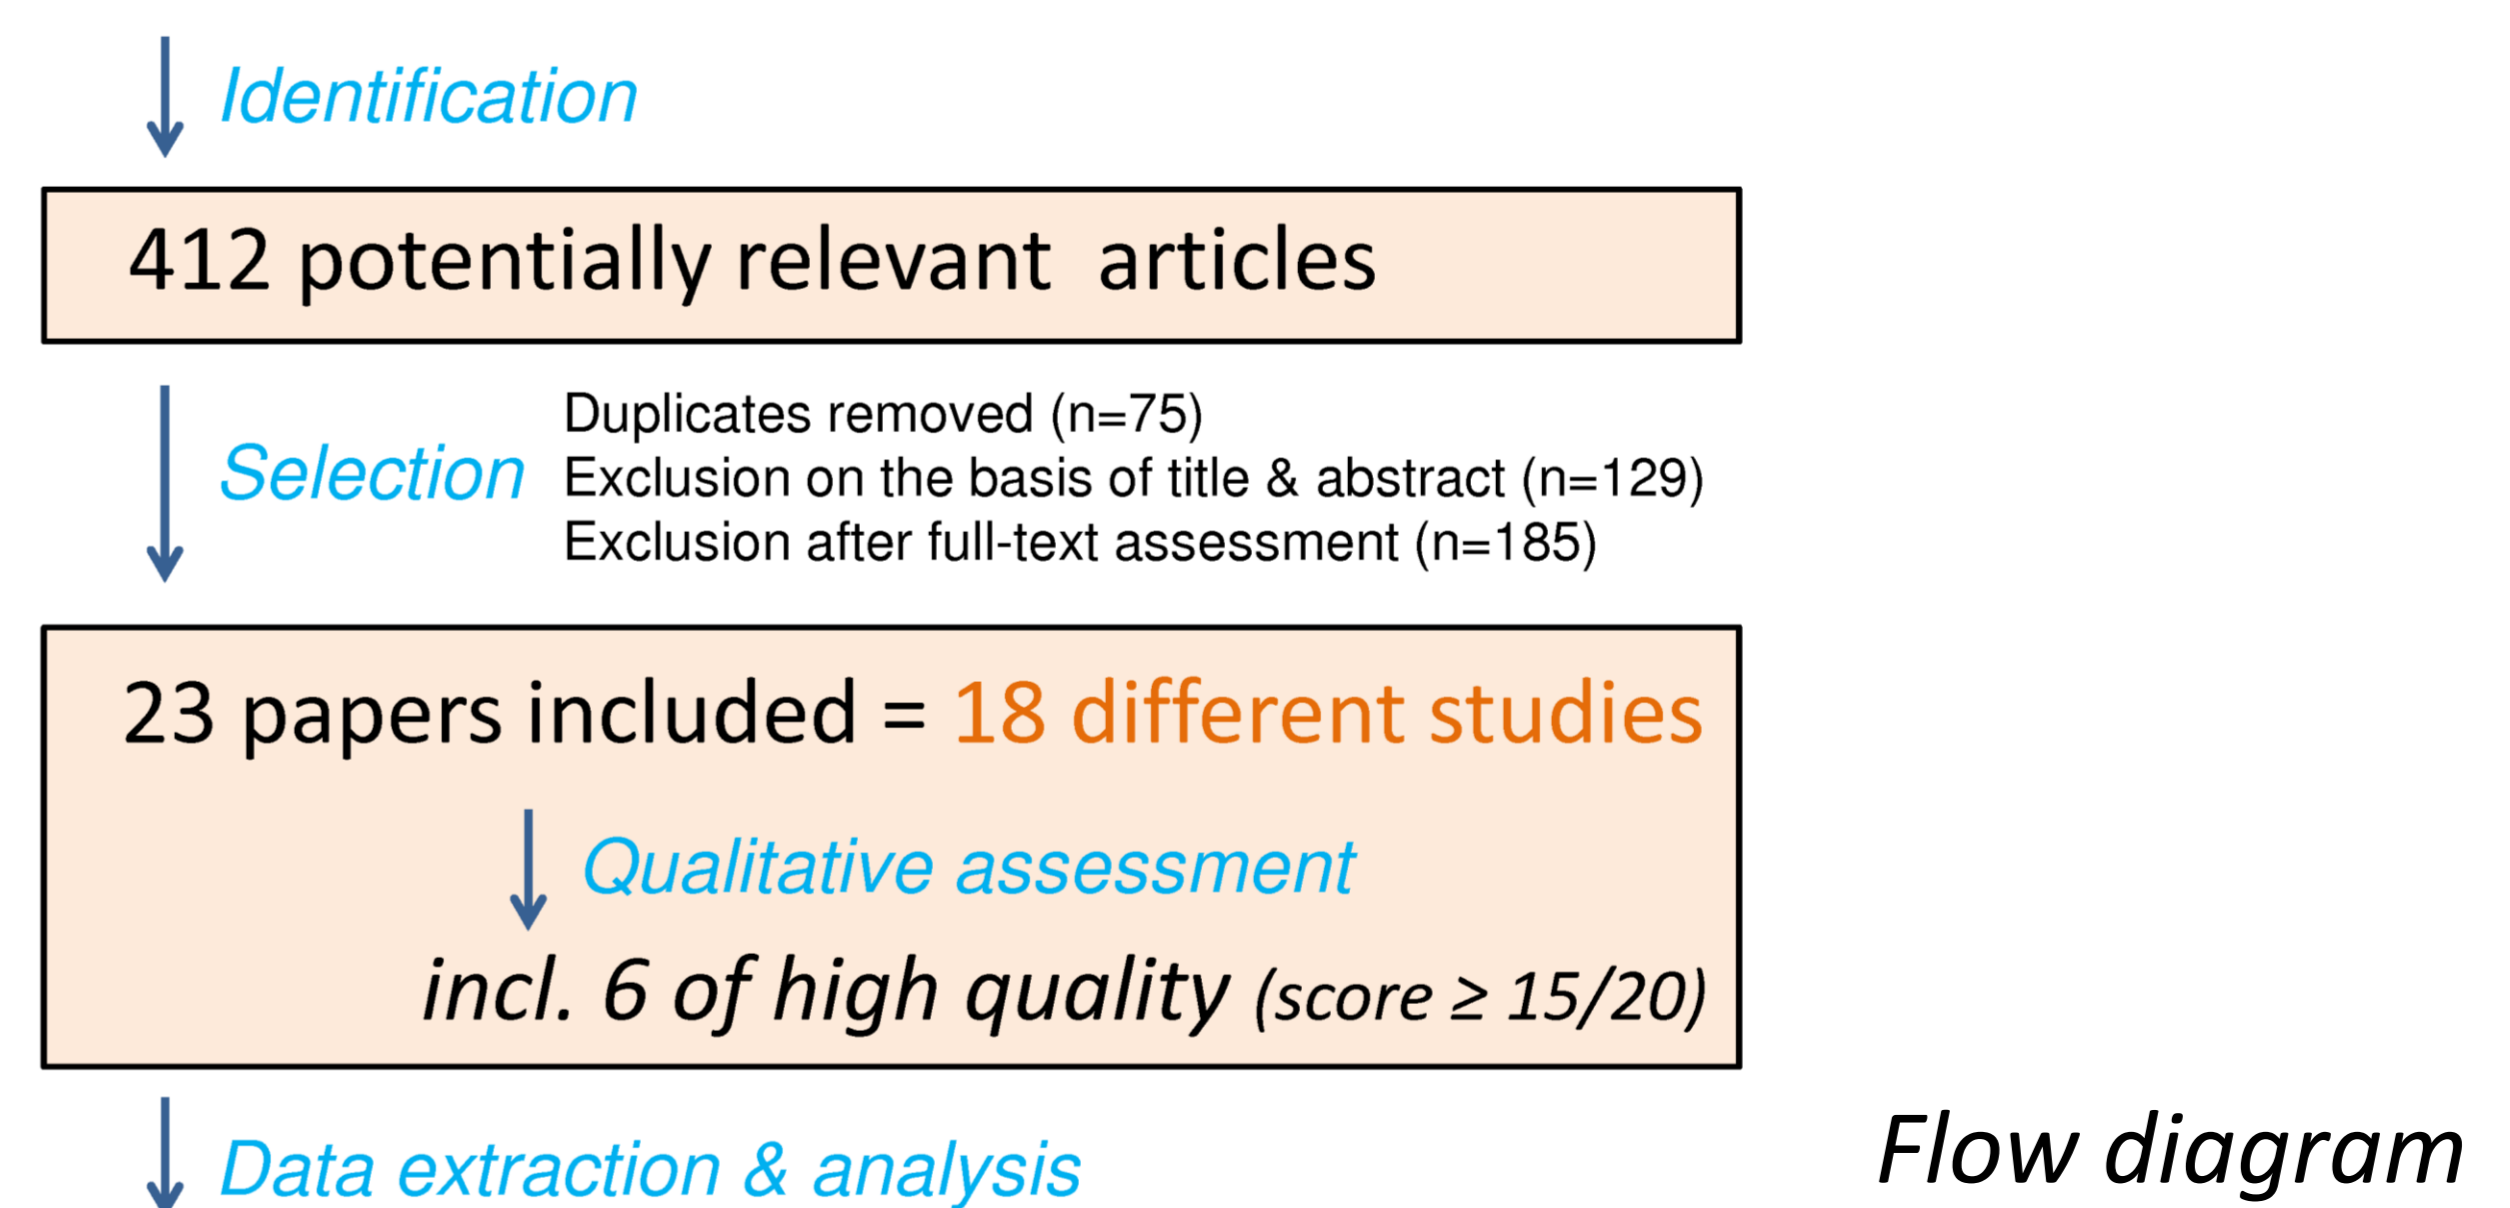 Identification
412 potentially relevant articles
Duplicates removed (n=75)
Selection
Exclusion on the basis of title & abstract (n=129)
Exclusion after full-text assessment (n=185)
23 papers included = 18 different studies
Qualitative assessment
incl. 6 of high quality (score ≥ 15/20)
Data extraction & analysis
Flow diagram